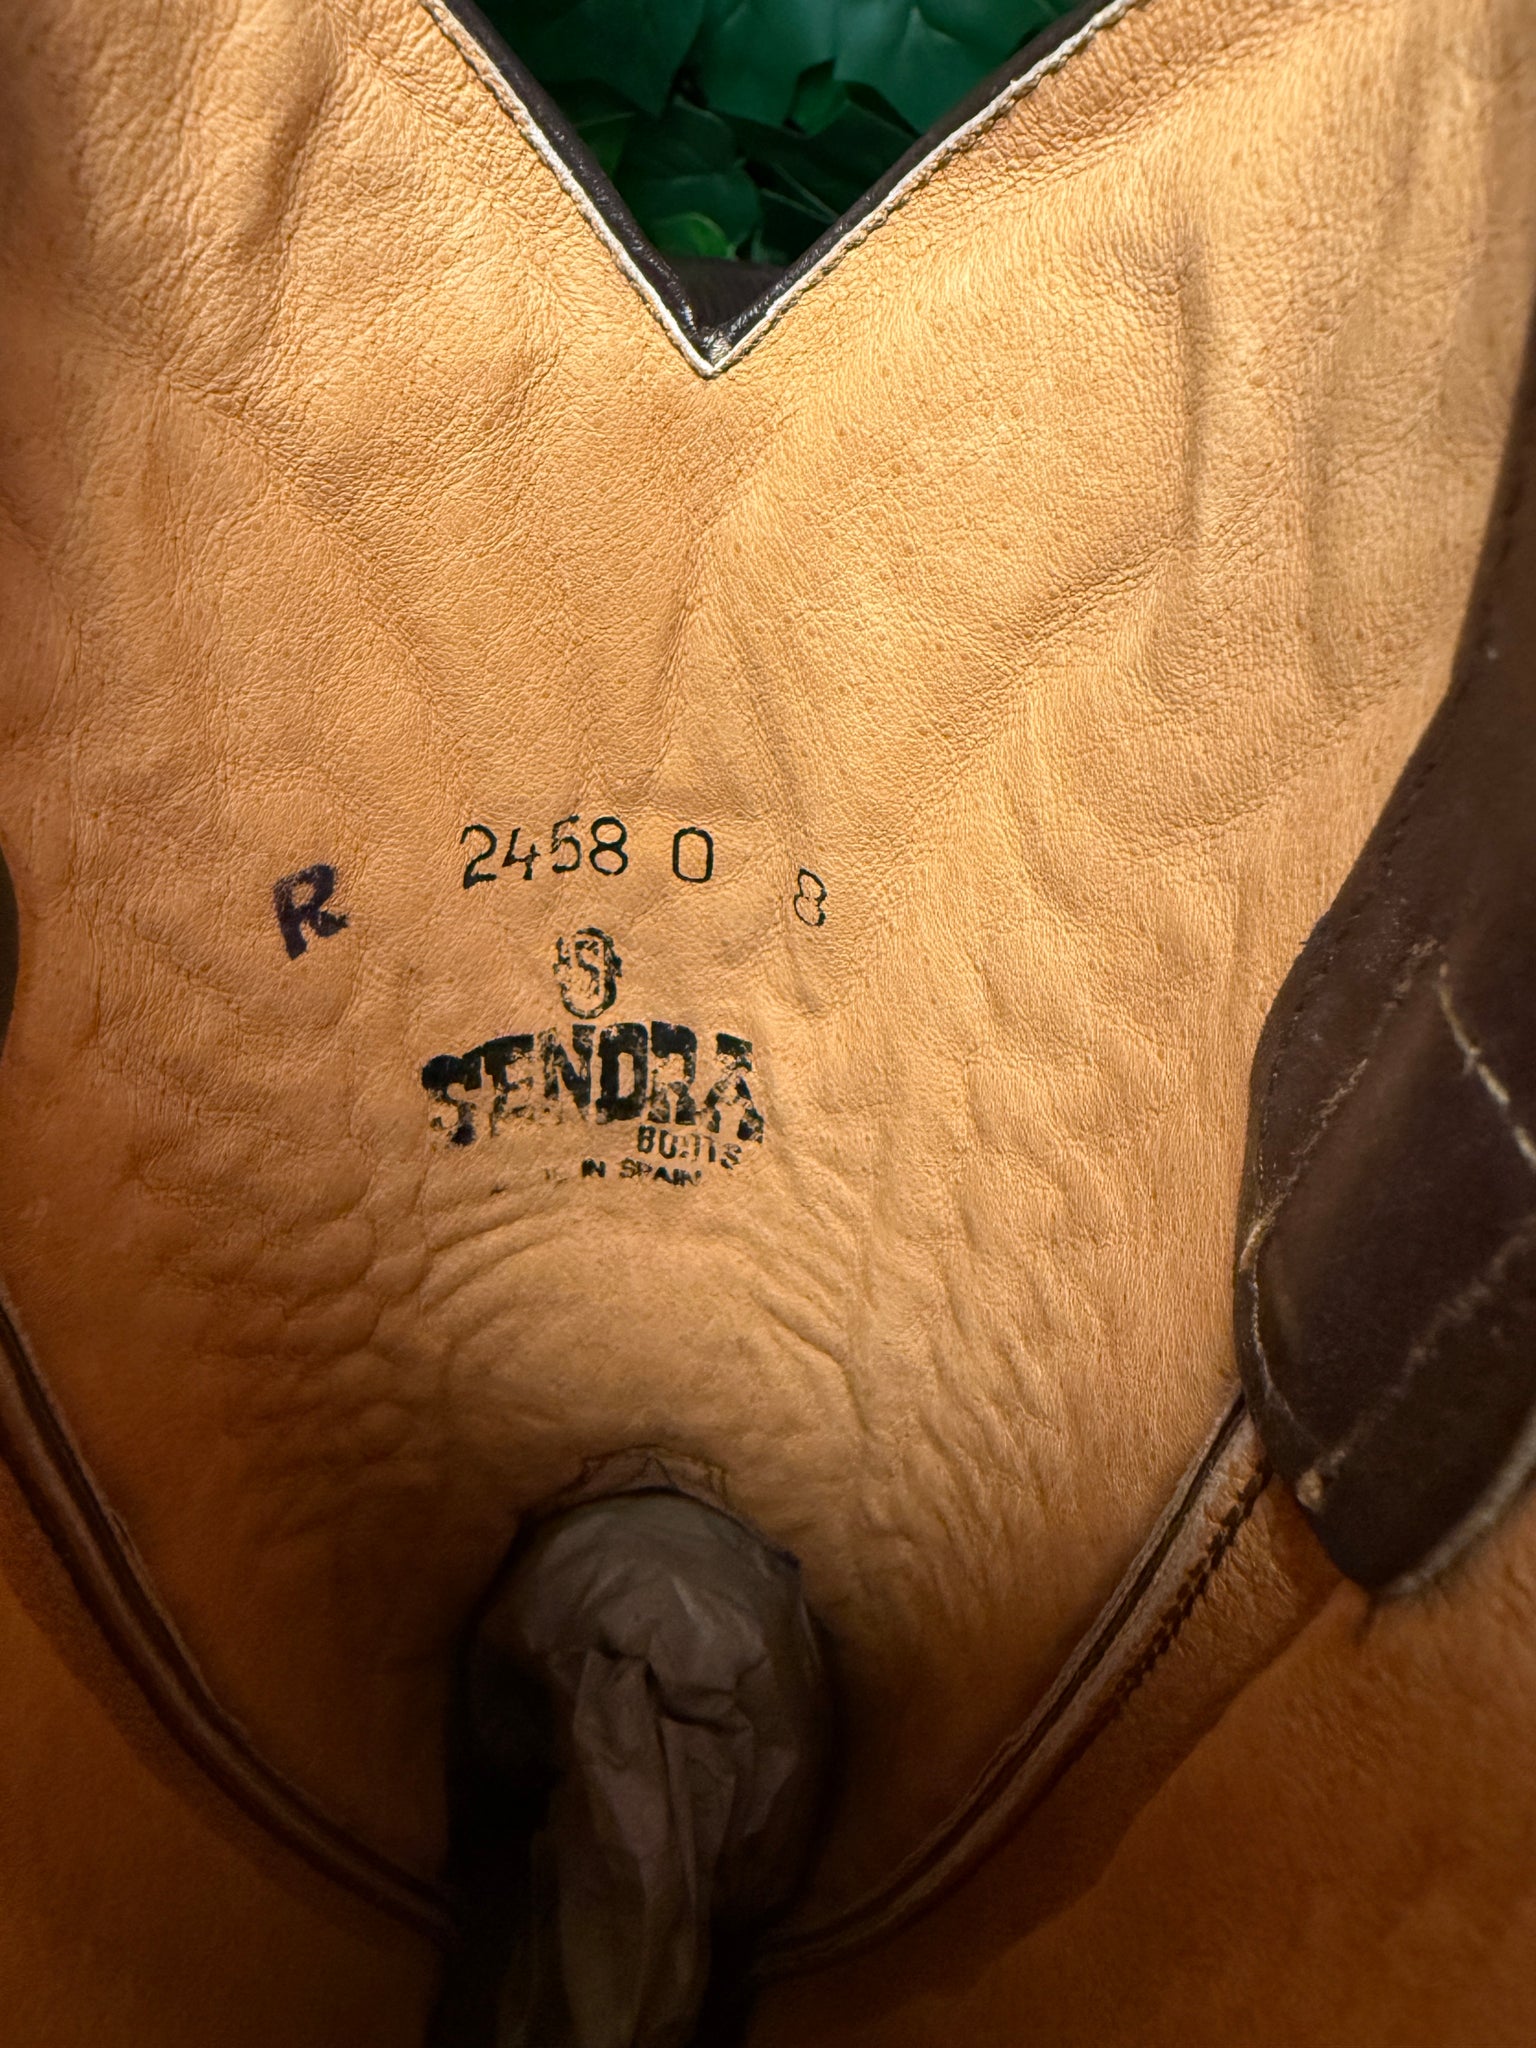 R 2458 0 8
S
SENDRA
BOOTS
IN SPAIN